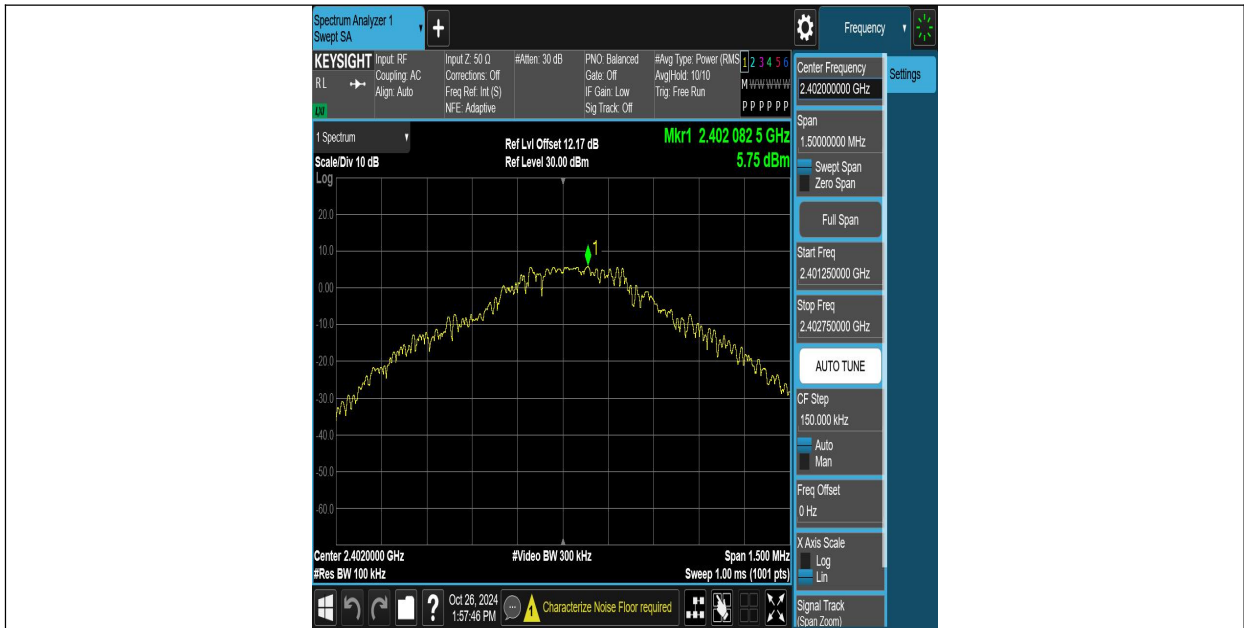 Spectrum Analyzer 1
Swept SA
+
Frequency
KEYSIGHT
RL
Input: RF
Coupling: AC
Align: Auto
Input Z: 50 Ω
Corrections: Off
Freq Ref: Int (S)
NFE: Adaptive
#Atten: 30 dB
PNO: Balanced
Gate: Off
IF Gain: Low
Sig Track: Off
#Avg Type: Power (RMS
Avg|Hold: 10/10
Trig: Free Run
1 2 3 4 5 6
M W W W W W
P P P P P P
1 Spectrum
Scale/Div 10 dB
Log
Ref Lvl Offset 12.17 dB
Ref Level 30.00 dBm
Mkr1 2.402 082 5 GHz
5.75 dBm
20.0
10.0
0.00
-10.0
-20.0
-30.0
-40.0
-50.0
-60.0
1
Center 2.4020000 GHz
#Res BW 100 kHz
#Video BW 300 kHz
Span 1.500 MHz
Sweep 1.00 ms (1001 pts)
Center Frequency
2.402000000 GHz
Settings
Span
1.50000000 MHz
Swept Span
Zero Span
Full Span
Start Freq
2.401250000 GHz
Stop Freq
2.402750000 GHz
AUTO TUNE
CF Step
150.000 kHz
Auto
Man
Freq Offset
0 Hz
X Axis Scale
Log
Lin
Signal Track
(Span Zoom)
?
Oct 26, 2024
1:57:46 PM
Characterize Noise Floor required